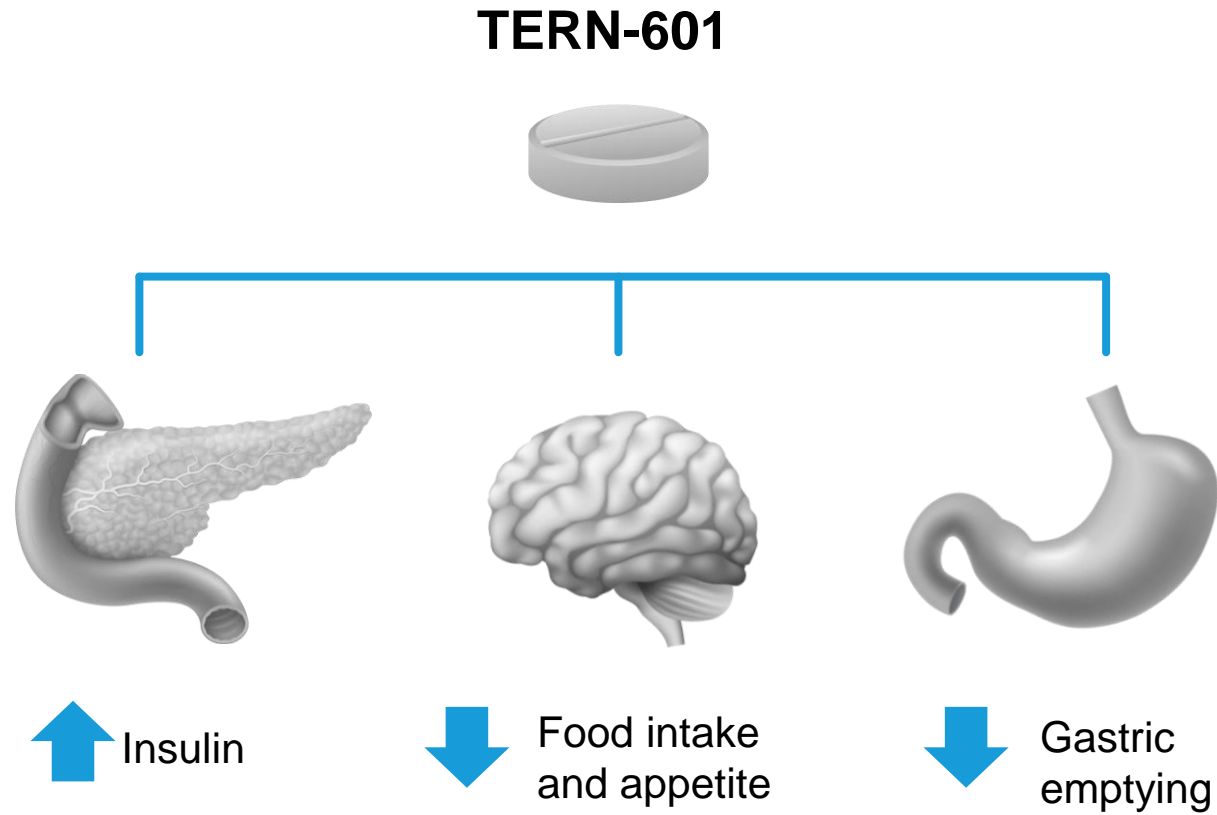 TERN-601
Insulin
Food intake
and appetite
Gastric
emptying